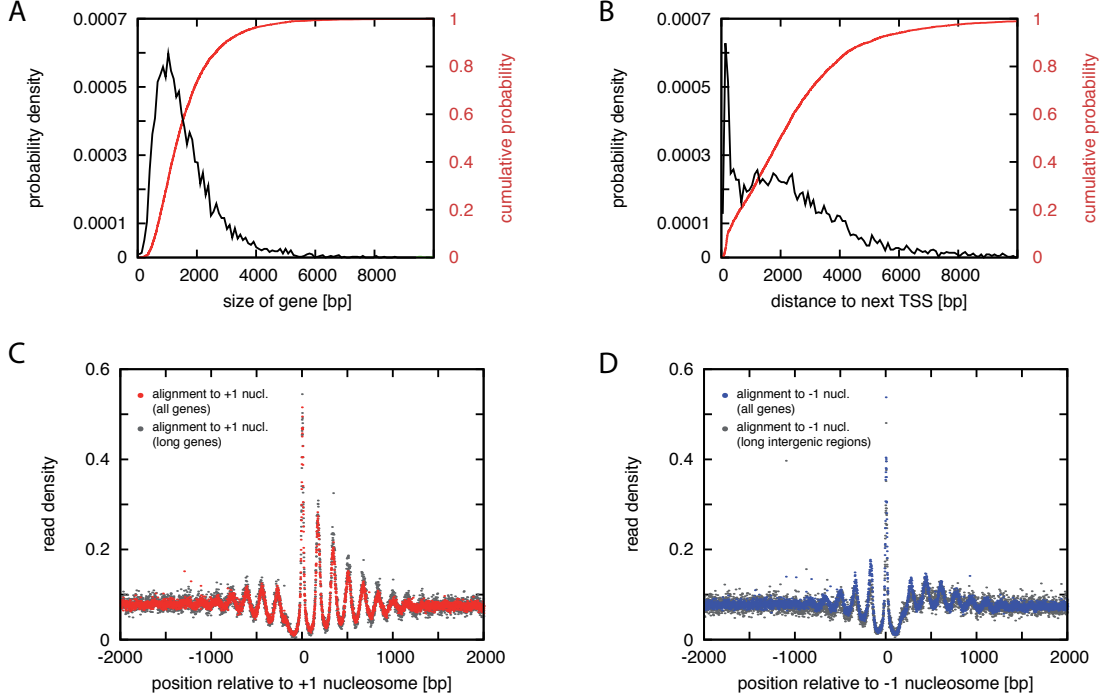 A
0.0007
0.0005
0.0003
0.0001
0
probability density
1
0.8
0.6
0.4
0.2
0
cumulative probability
0 2000 4000 6000 8000
size of gene [bp]
B
0.0007
0.0005
0.0003
0.0001
0
probability density
1
0.8
0.6
0.4
0.2
0
cumulative probability
0 2000 4000 6000 8000
distance to next TSS [bp]
C
0.6
0.4
0.2
0
read density
alignment to +1 nucl.
(all genes)
alignment to +1 nucl.
(long genes)
-2000 -1000 0 1000 2000
position relative to +1 nucleosome [bp]
D
0.6
0.4
0.2
0
read density
alignment to -1 nucl.
(all genes)
alignment to -1 nucl.
(long intergenic regions)
-2000 -1000 0 1000 2000
position relative to -1 nucleosome [bp]